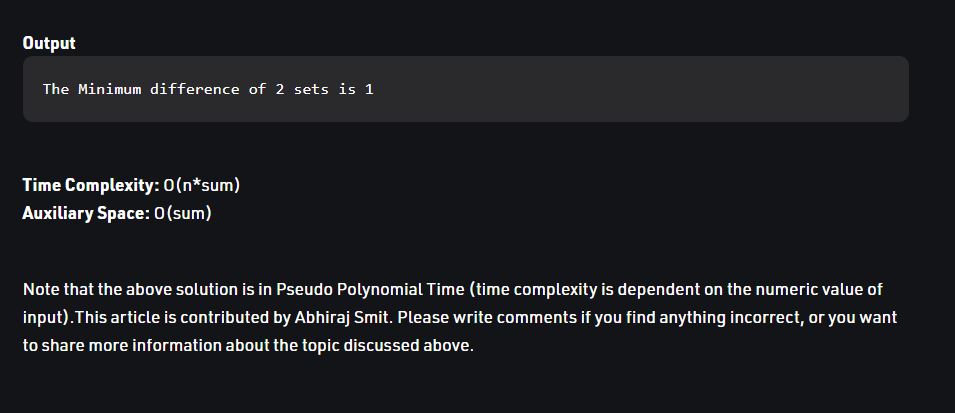 Output
The Minimum difference of 2 sets is 1
Time Complexity: O(n*sum)
Auxiliary Space: O(sum)
Note that the above solution is in Pseudo Polynomial Time (time complexity is dependent on the numeric value of
input).This article is contributed by Abhiraj Smit. Please write comments if you find anything incorrect, or you want
to share more information about the topic discussed above.